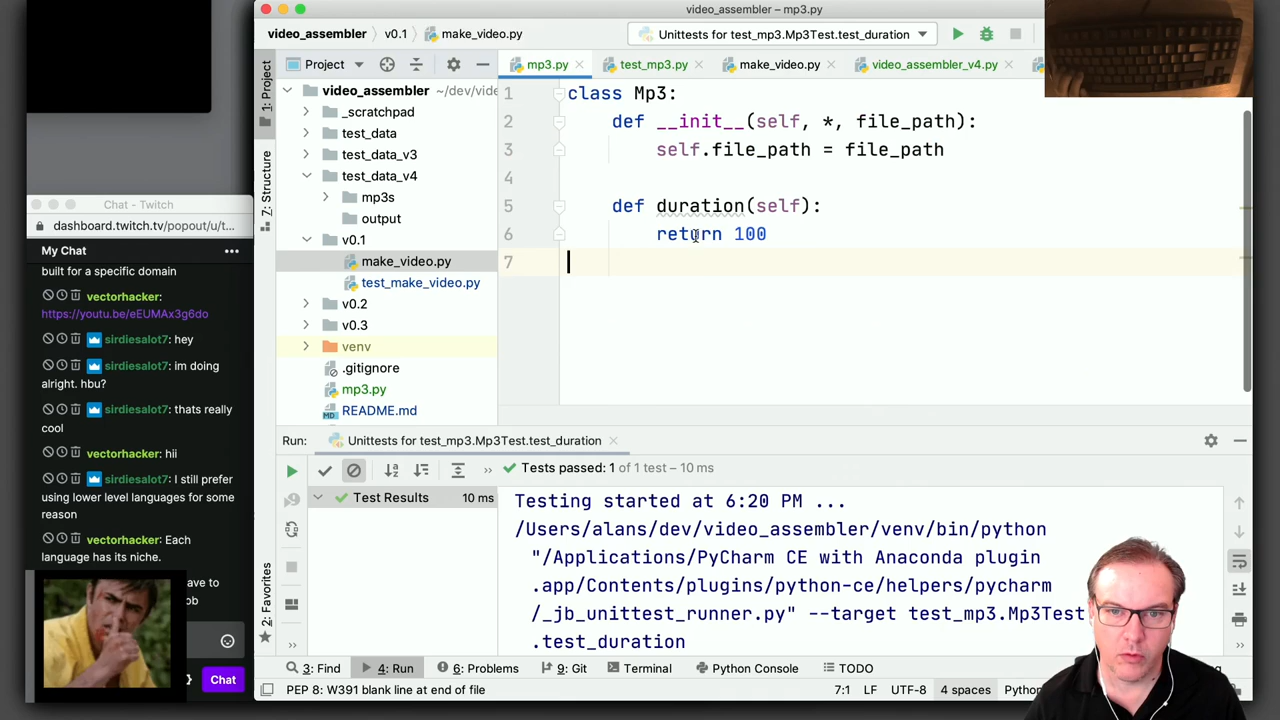 video_assembler – mp3.py
video_assembler
v0.1
make_video.py
Unittests for test_mp3.Mp3Test.test_duration
Project
mp3.py
test_mp3.py
make_video.py
video_assembler_v4.py
1: Project
7: Structure
2: Favorites
video_assembler ~/dev/vide
_scratchpad
test_data
test_data_v3
test_data_v4
mp3s
output
v0.1
make_video.py
test_make_video.py
v0.2
v0.3
venv
.gitignore
mp3.py
README.md
1 class Mp3:
2 def __init__(self, *, file_path):
3 self.file_path = file_path
4
5 def duration(self):
6 return 100
7
Chat - Twitch
dashboard.twitch.tv/popout/u/t...
My Chat
built for a specific domain
vectorhacker:
https://youtu.be/eEUMAx3g6do
sirdiesalot7: hey
sirdiesalot7: im doing
alright. hbu?
sirdiesalot7: thats really
cool
vectorhacker: hii
sirdiesalot7: I still prefer
using lower level languages for some
reason
vectorhacker: Each
language has its niche.
ave to
ob
Chat
Run:
Unittests for test_mp3.Mp3Test.test_duration
Tests passed: 1 of 1 test – 10 ms
Test Results 10 ms
Testing started at 6:20 PM ...
/Users/alans/dev/video_assembler/venv/bin/python
"/Applications/PyCharm CE with Anaconda plugin
.app/Contents/plugins/python-ce/helpers/pycharm
/_jb_unittest_runner.py" --target test_mp3.Mp3Test
.test_duration
3: Find
4: Run
6: Problems
9: Git
Terminal
Python Console
TODO
PEP 8: W391 blank line at end of file
7:1 LF UTF-8 4 spaces Pytho